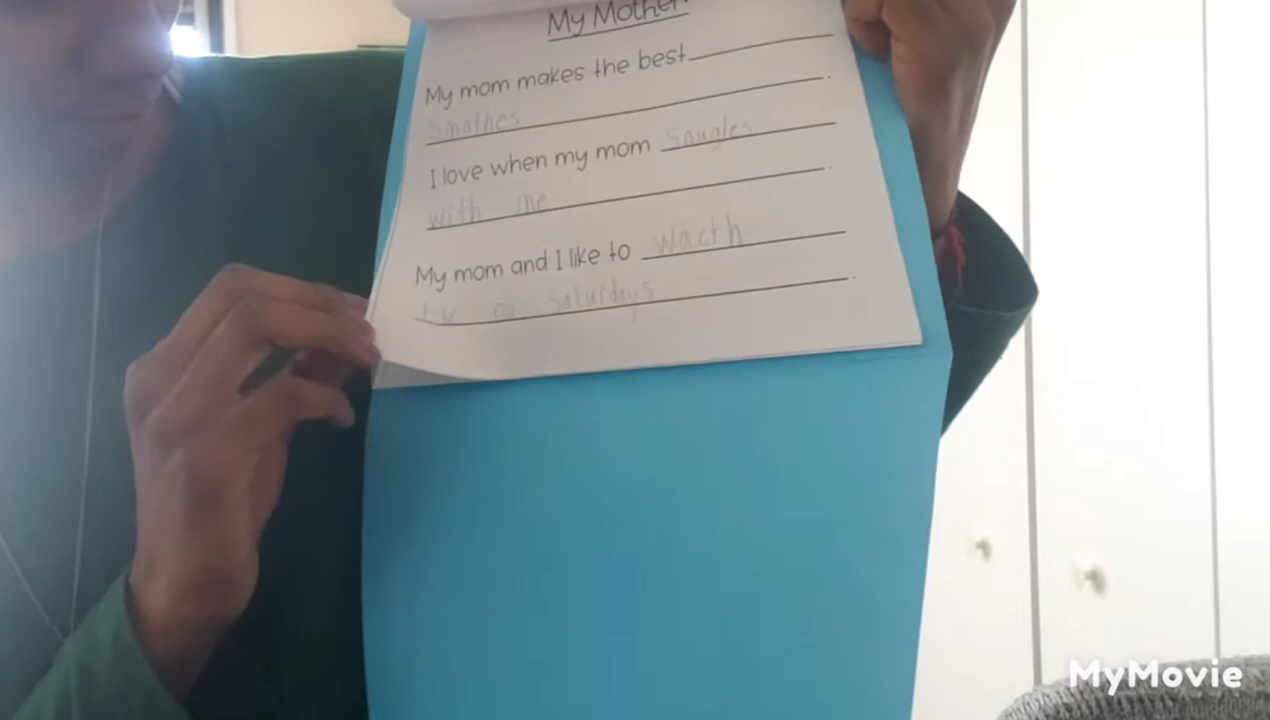 My Mother
My mom makes the best
smothes
I love when my mom snugles
with me
My mom and I like to wacth
tv on saturdays
MyMovie